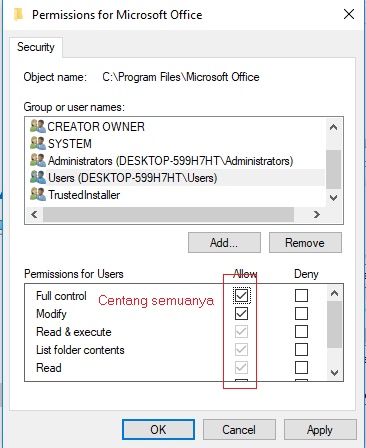 Permissions for Microsoft Office
Security
Object name: C:\Program Files\Microsoft Office
Group or user names:
CREATOR OWNER
SYSTEM
Administrators (DESKTOP-599H7HT\Administrators)
Users (DESKTOP-599H7HT\Users)
TrustedInstaller
Add... Remove
Permissions for Users Allow Deny
Full control Centang semuanya
Modify
Read & execute
List folder contents
Read
OK Cancel Apply